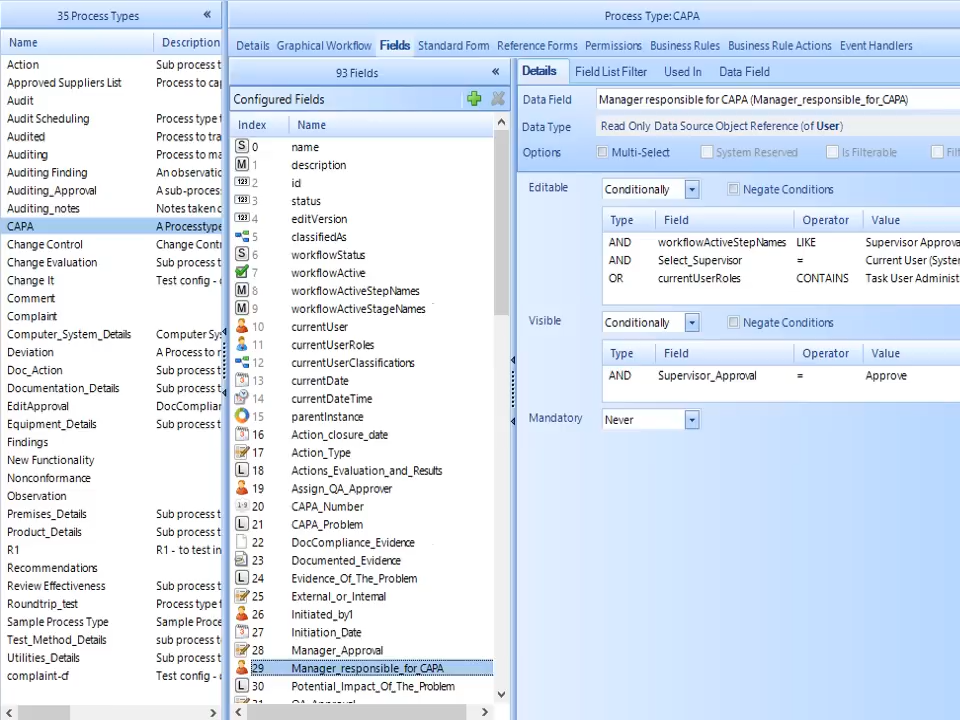 35 Process Types «
Name Description
Action Sub process t
Approved Suppliers List Process to cap
Audit
Audit Scheduling Process type t
Audited Process to tra
Auditing Process to ma
Auditing Finding An observatio
Auditing_Approval A sub-process
Auditing_notes Notes taken c
CAPA A Processtype
Change Control Change Contr
Change Evaluation Sub process t
Change It Test config - c
Comment
Complaint
Computer_System_Details Computer Sys
Deviation A Process to r
Doc_Action Sub process t
Documentation_Details Sub process t
EditApproval DocComplian
Equipment_Details Sub process t
Findings
New Functionality
Nonconformance
Observation
Premises_Details Sub process t
Product_Details Sub process t
R1 R1 - to test in
Recommendations
Review Effectiveness Sub process t
Roundtrip_test Process type f
Sample Process Type Sample Proce
Test_Method_Details sub process t
Utilities_Details Sub process t
complaint-cf Test config - c
Process Type: CAPA
Details Graphical Workflow Fields Standard Form Reference Forms Permissions Business Rules Business Rule Actions Event Handlers
93 Fields «
Configured Fields
Index Name
S 0 name
M 1 description
123 2 id
123 3 status
123 4 editVersion
5 classifiedAs
S 6 workflowStatus
7 workflowActive
M 8 workflowActiveStepNames
M 9 workflowActiveStageNames
10 currentUser
11 currentUserRoles
12 currentUserClassifications
13 currentDate
14 currentDateTime
15 parentInstance
16 Action_closure_date
17 Action_Type
L 18 Actions_Evaluation_and_Results
19 Assign_QA_Approver
20 CAPA_Number
L 21 CAPA_Problem
22 DocCompliance_Evidence
23 Documented_Evidence
L 24 Evidence_Of_The_Problem
25 External_or_Internal
26 Initiated_by1
27 Initiation_Date
28 Manager_Approval
29 Manager_responsible_for_CAPA
L 30 Potential_Impact_Of_The_Problem
Details Field List Filter Used In Data Field
Data Field Manager responsible for CAPA (Manager_responsible_for_CAPA)
Data Type Read Only Data Source Object Reference (of User)
Options Multi-Select System Reserved Is Filterable Filt
Editable Conditionally Negate Conditions
Type Field Operator Value
AND workflowActiveStepNames LIKE Supervisor Approva
AND Select_Supervisor = Current User (Syster
OR currentUserRoles CONTAINS Task User Administ
Visible Conditionally Negate Conditions
Type Field Operator Value
AND Supervisor_Approval = Approve
Mandatory Never